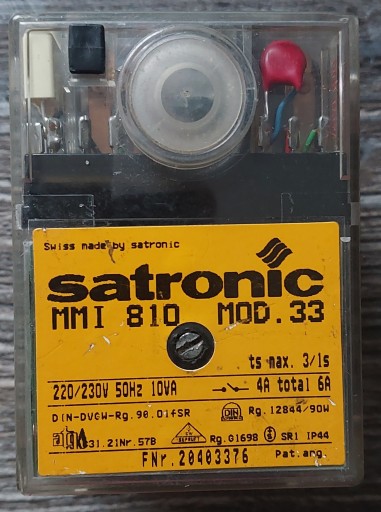 Swiss made by satronic
satronic
MMI 810 MOD.33
ts max. 3/1s
220/230V 50Hz 10VA 4A total 6A
DIN-DVGW-Rg. 90.01fSR DIN Rg. 12844/90W
31.21Nr.57B Rg.01698 SR1 IP44
FNr. 20403376 Pat.ang.